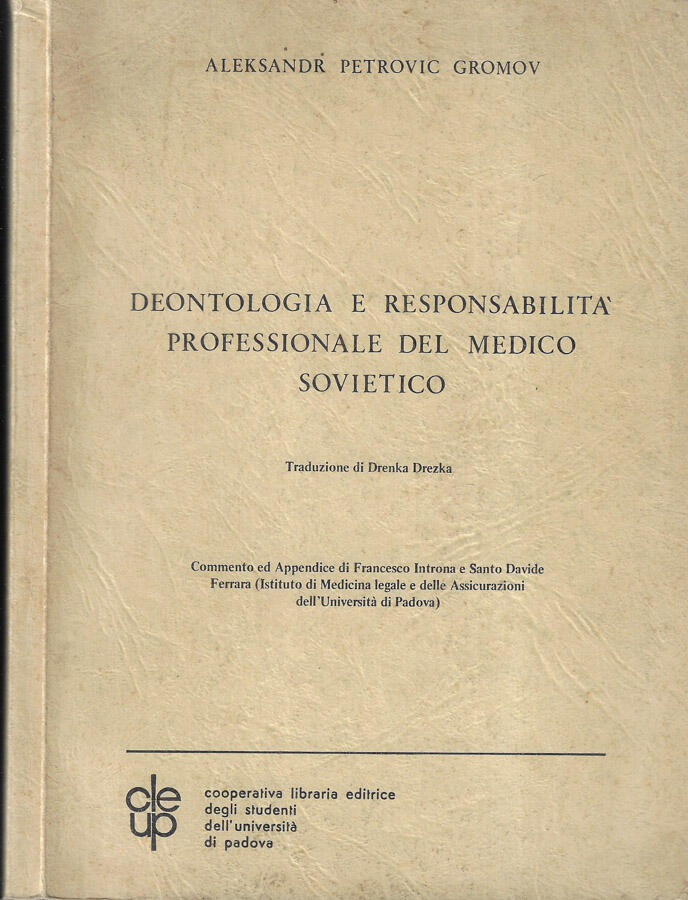 ALEKSANDR PETROVIC GROMOV
DEONTOLOGIA E RESPONSABILITA'
PROFESSIONALE DEL MEDICO
SOVIETICO
Traduzione di Drenka Drezka
Commento ed Appendice di Francesco Introna e Santo Davide
Ferrara (Istituto di Medicina legale e delle Assicurazioni
dell'Università di Padova)
cle
up
cooperativa libraria editrice
degli studenti
dell'università
di padova